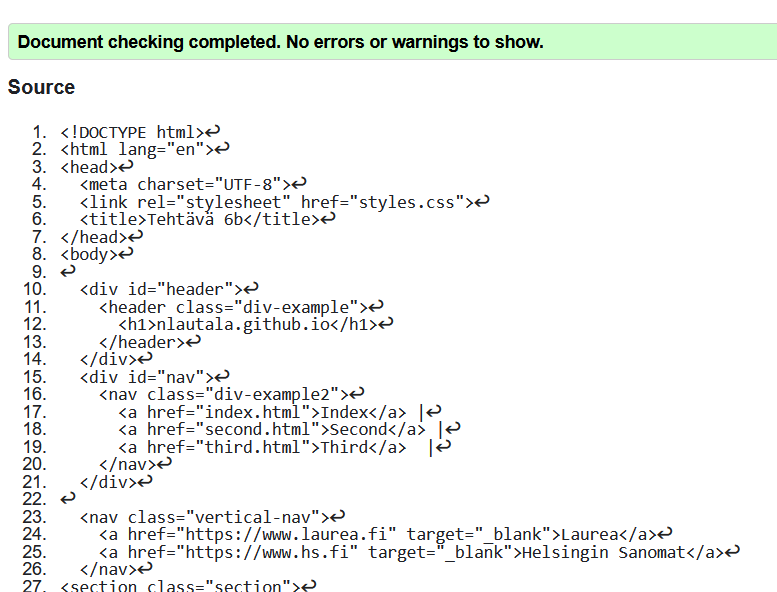 Document checking completed. No errors or warnings to show.
Source
1. <!DOCTYPE html>↩
2. <html lang="en">↩
3. <head>↩
4.   <meta charset="UTF-8">↩
5.   <link rel="stylesheet" href="styles.css">↩
6.   <title>Tehtävä 6b</title>↩
7. </head>↩
8. <body>↩
9. ↩
10.   <div id="header">↩
11.     <header class="div-example">↩
12.       <h1>nlautala.github.io</h1>↩
13.     </header>↩
14.   </div>↩
15.   <div id="nav">↩
16.     <nav class="div-example2">↩
17.       <a href="index.html">Index</a> |↩
18.       <a href="second.html">Second</a> |↩
19.       <a href="third.html">Third</a>  |↩
20.     </nav>↩
21.   </div>↩
22. ↩
23.   <nav class="vertical-nav">↩
24.     <a href="https://www.laurea.fi" target="_blank">Laurea</a>↩
25.     <a href="https://www.hs.fi" target="_blank">Helsingin Sanomat</a>↩
26.   </nav>↩
27. <section class="section">↩